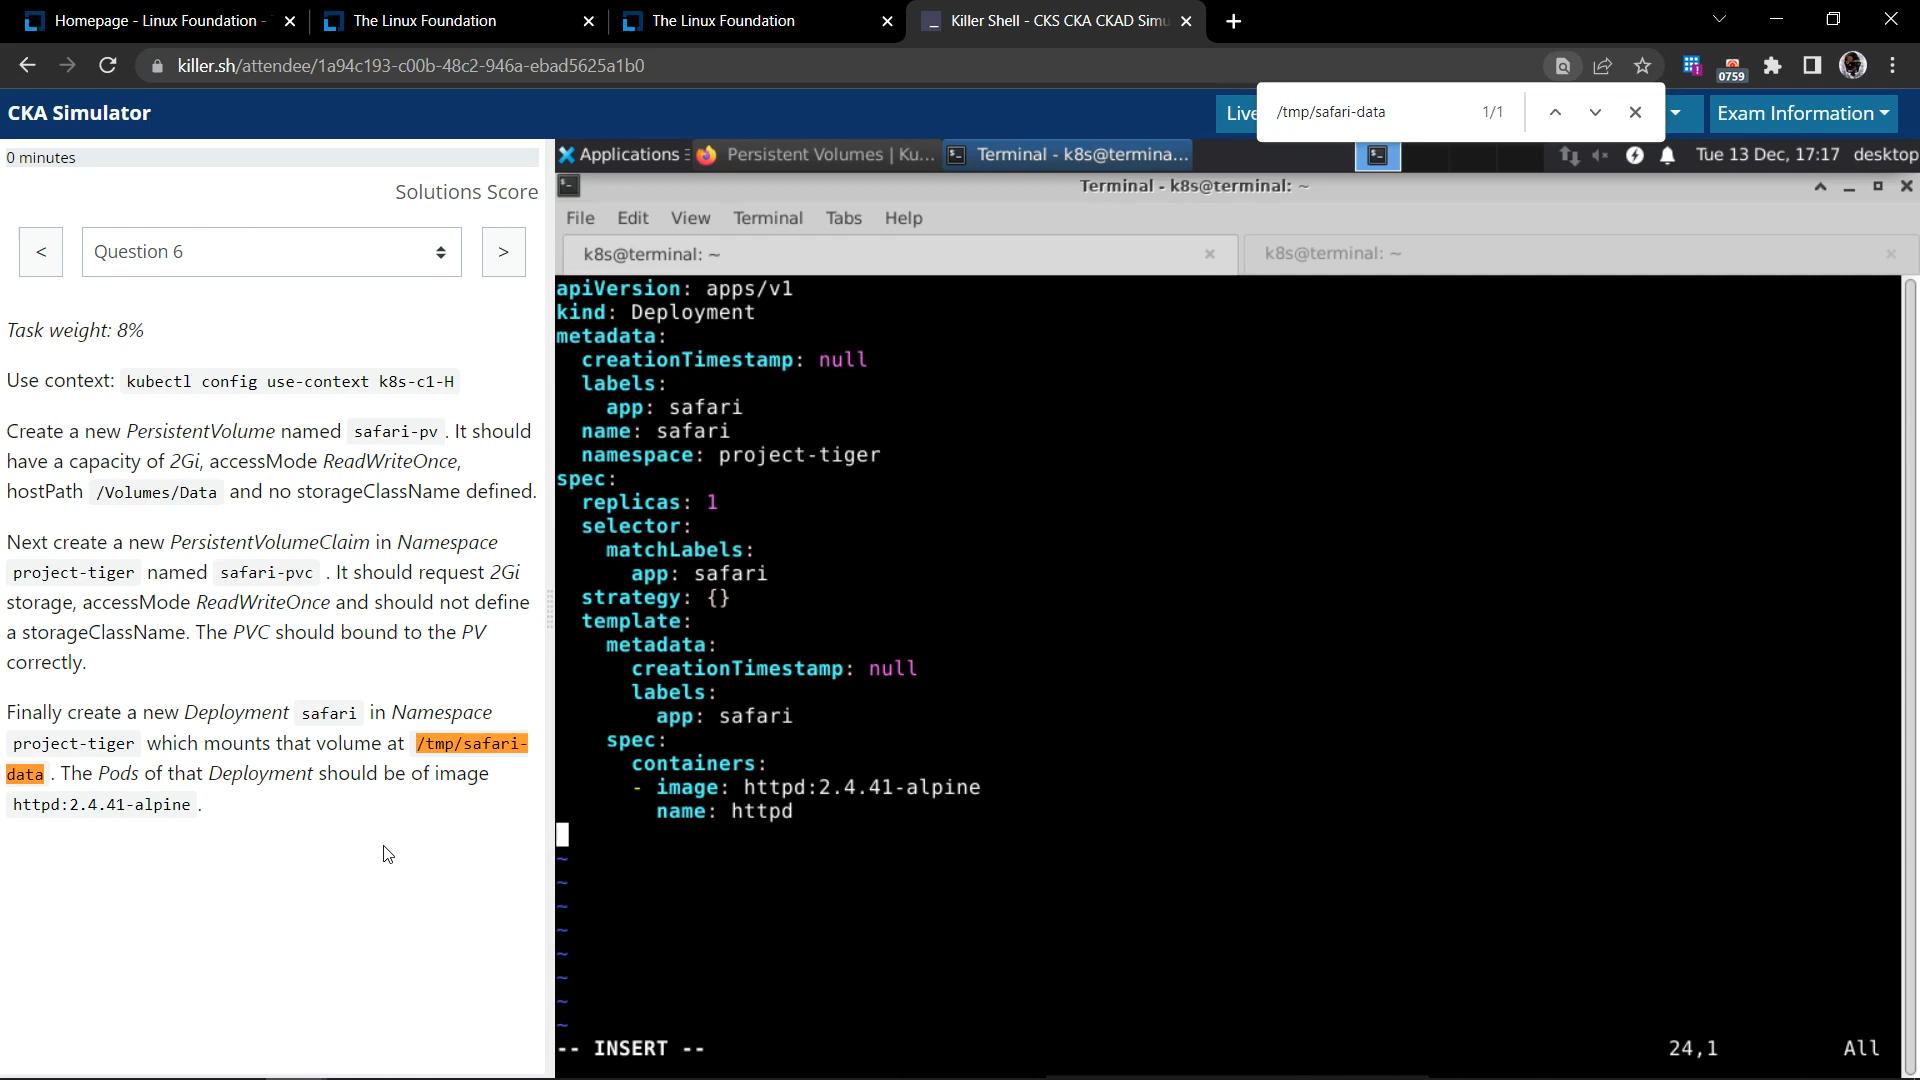 Homepage - Linux Foundation -
The Linux Foundation
The Linux Foundation
Killer Shell - CKS CKA CKAD Simu
killer.sh/attendee/1a94c193-c00b-48c2-946a-ebad5625a1b0
0759
CKA Simulator
Live
/tmp/safari-data 1/1
Exam Information
0 minutes
Solutions Score
<
Question 6
>
Task weight: 8%
Use context: kubectl config use-context k8s-c1-H
Create a new PersistentVolume named safari-pv . It should
have a capacity of 2Gi, accessMode ReadWriteOnce,
hostPath /Volumes/Data and no storageClassName defined.
Next create a new PersistentVolumeClaim in Namespace
project-tiger named safari-pvc . It should request 2Gi
storage, accessMode ReadWriteOnce and should not define
a storageClassName. The PVC should bound to the PV
correctly.
Finally create a new Deployment safari in Namespace
project-tiger which mounts that volume at /tmp/safari-
data . The Pods of that Deployment should be of image
httpd:2.4.41-alpine .
Applications
Persistent Volumes | Ku...
Terminal - k8s@termina...
Tue 13 Dec, 17:17 desktop
Terminal - k8s@terminal: ~
File Edit View Terminal Tabs Help
k8s@terminal: ~
k8s@terminal: ~
apiVersion: apps/v1
kind: Deployment
metadata:
  creationTimestamp: null
  labels:
    app: safari
  name: safari
  namespace: project-tiger
spec:
  replicas: 1
  selector:
    matchLabels:
      app: safari
  strategy: {}
  template:
    metadata:
      creationTimestamp: null
      labels:
        app: safari
    spec:
      containers:
      - image: httpd:2.4.41-alpine
        name: httpd
~
~
~
~
~
~
~
~
-- INSERT -- 24,1 All